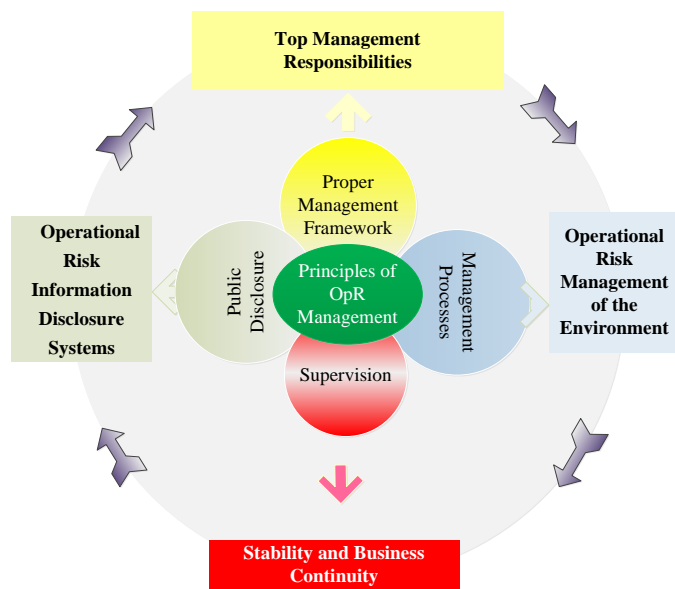 Top Management
Responsibilities
Proper
Management
Framework
Operational
Risk
Information
Disclosure
Systems
Public
Disclosure
Principles of
OpR
Management
Management
Processes
Operational
Risk
Management
of the
Environment
Supervision
Stability and Business
Continuity